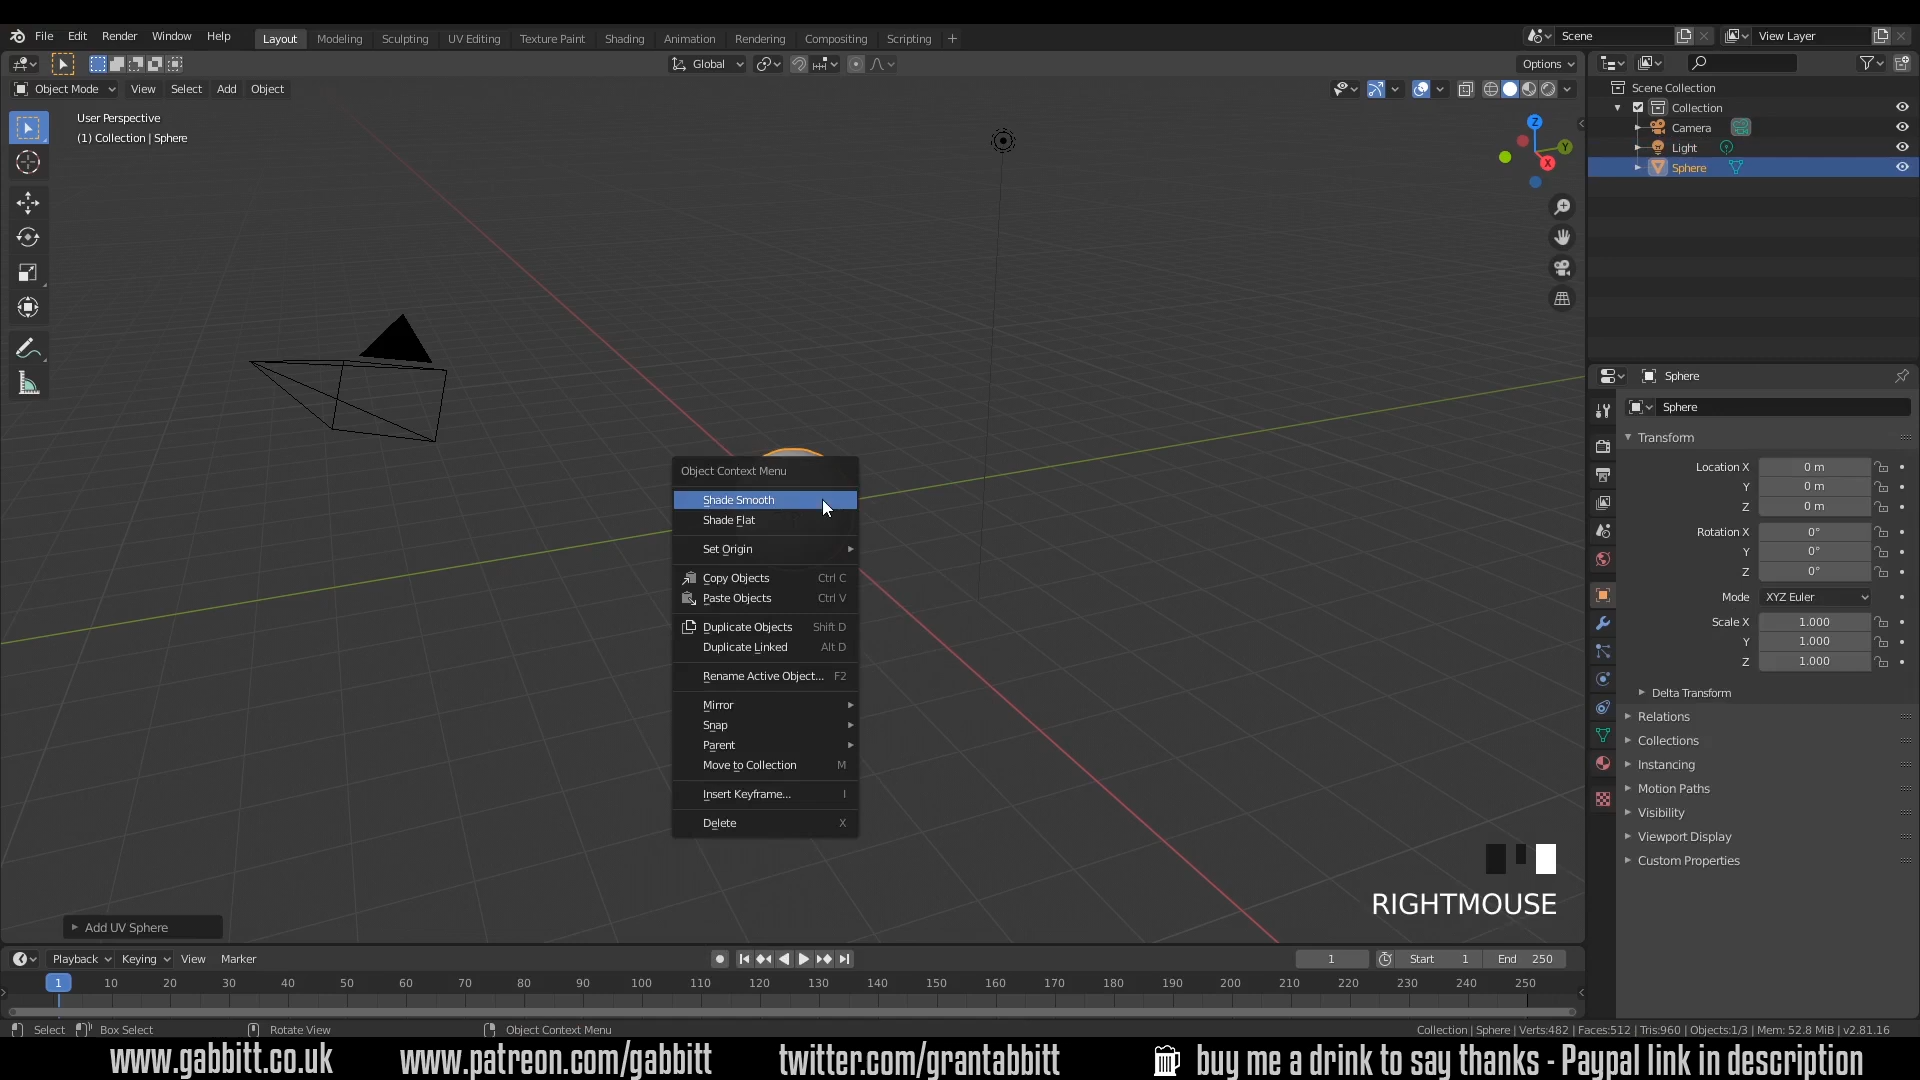 File Edit Render Window Help Layout Modeling Sculpting UV Editing Texture Paint Shading Animation Rendering Compositing Scripting + Scene View Layer
Global Options
Object Mode View Select Add Object
User Perspective
(1) Collection | Sphere
Z
Y
X
Scene Collection
Collection
Camera
Light
Sphere
Sphere
Sphere
Transform
Location X 0 m
Y 0 m
Z 0 m
Rotation X 0°
Y 0°
Z 0°
Mode XYZ Euler
Scale X 1.000
Y 1.000
Z 1.000
Delta Transform
Relations
Collections
Instancing
Motion Paths
Visibility
Viewport Display
Custom Properties
Object Context Menu
Shade Smooth
Shade Flat
Set Origin
Copy Objects Ctrl C
Paste Objects Ctrl V
Duplicate Objects Shift D
Duplicate Linked Alt D
Rename Active Object... F2
Mirror
Snap
Parent
Move to Collection M
Insert Keyframe... I
Delete X
RIGHTMOUSE
Add UV Sphere
Playback Keying View Marker 1 Start 1 End 250
1 10 20 30 40 50 60 70 80 90 100 110 120 130 140 150 160 170 180 190 200 210 220 230 240 250
Select Box Select Rotate View Object Context Menu Collection | Sphere | Verts:482 | Faces:512 | Tris:960 | Objects:1/3 | Mem: 52.8 MiB | v2.81.16
www.gabbitt.co.uk www.patreon.com/gabbitt twitter.com/grantabbitt buy me a drink to say thanks - Paypal link in description